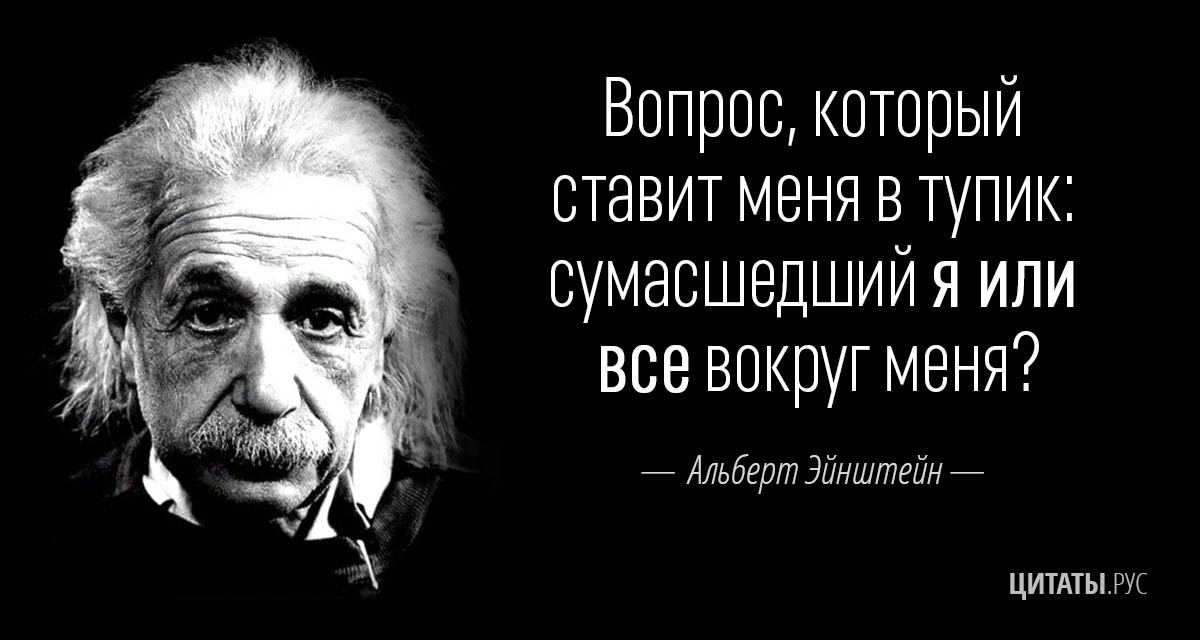 Вопрос, который
ставит меня в тупик:
сумасшедший я или
все вокруг меня?
— Альберт Эйнштейн —
ЦИТАТЫ.РУС